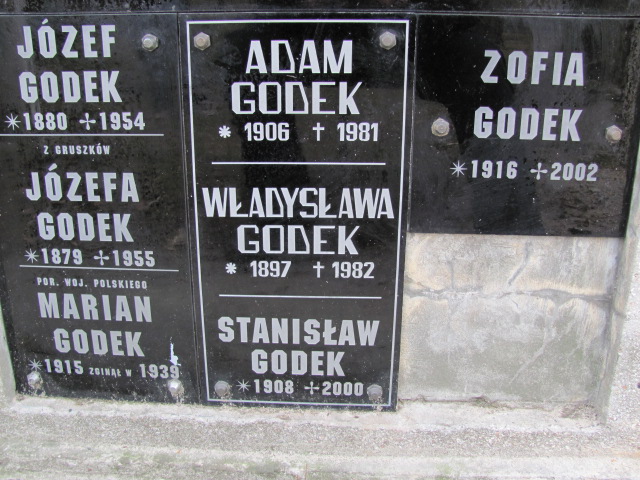 JÓZEF
GODEK
* 1880 ✢ 1954
Z GRUSZKÓW
JÓZEFA
GODEK
* 1879 ✢ 1955
POR. WOJ. POLSKIEGO
MARIAN
GODEK
* 1915 ZGINĄŁ W 1939
ADAM
GODEK
* 1906 † 1981
WŁADYSŁAWA
GODEK
* 1897 † 1982
STANISŁAW
GODEK
* 1908 ✢ 2000
ZOFIA
GODEK
* 1916 ✢ 2002